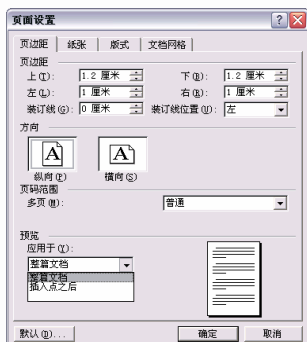 页面设置
页边距 纸张 版式 文档网格
页边距
上(T): 1.2 厘米 下(B): 1.2 厘米
左(L): 1 厘米 右(R): 1 厘米
装订线(G): 0 厘米 装订线位置(U): 左
方向
A A
纵向(P) 横向(S)
页码范围
多页(M): 普通
预览
应用于(Y):
整篇文档
整篇文档
插入点之后
默认(D)... 确定 取消